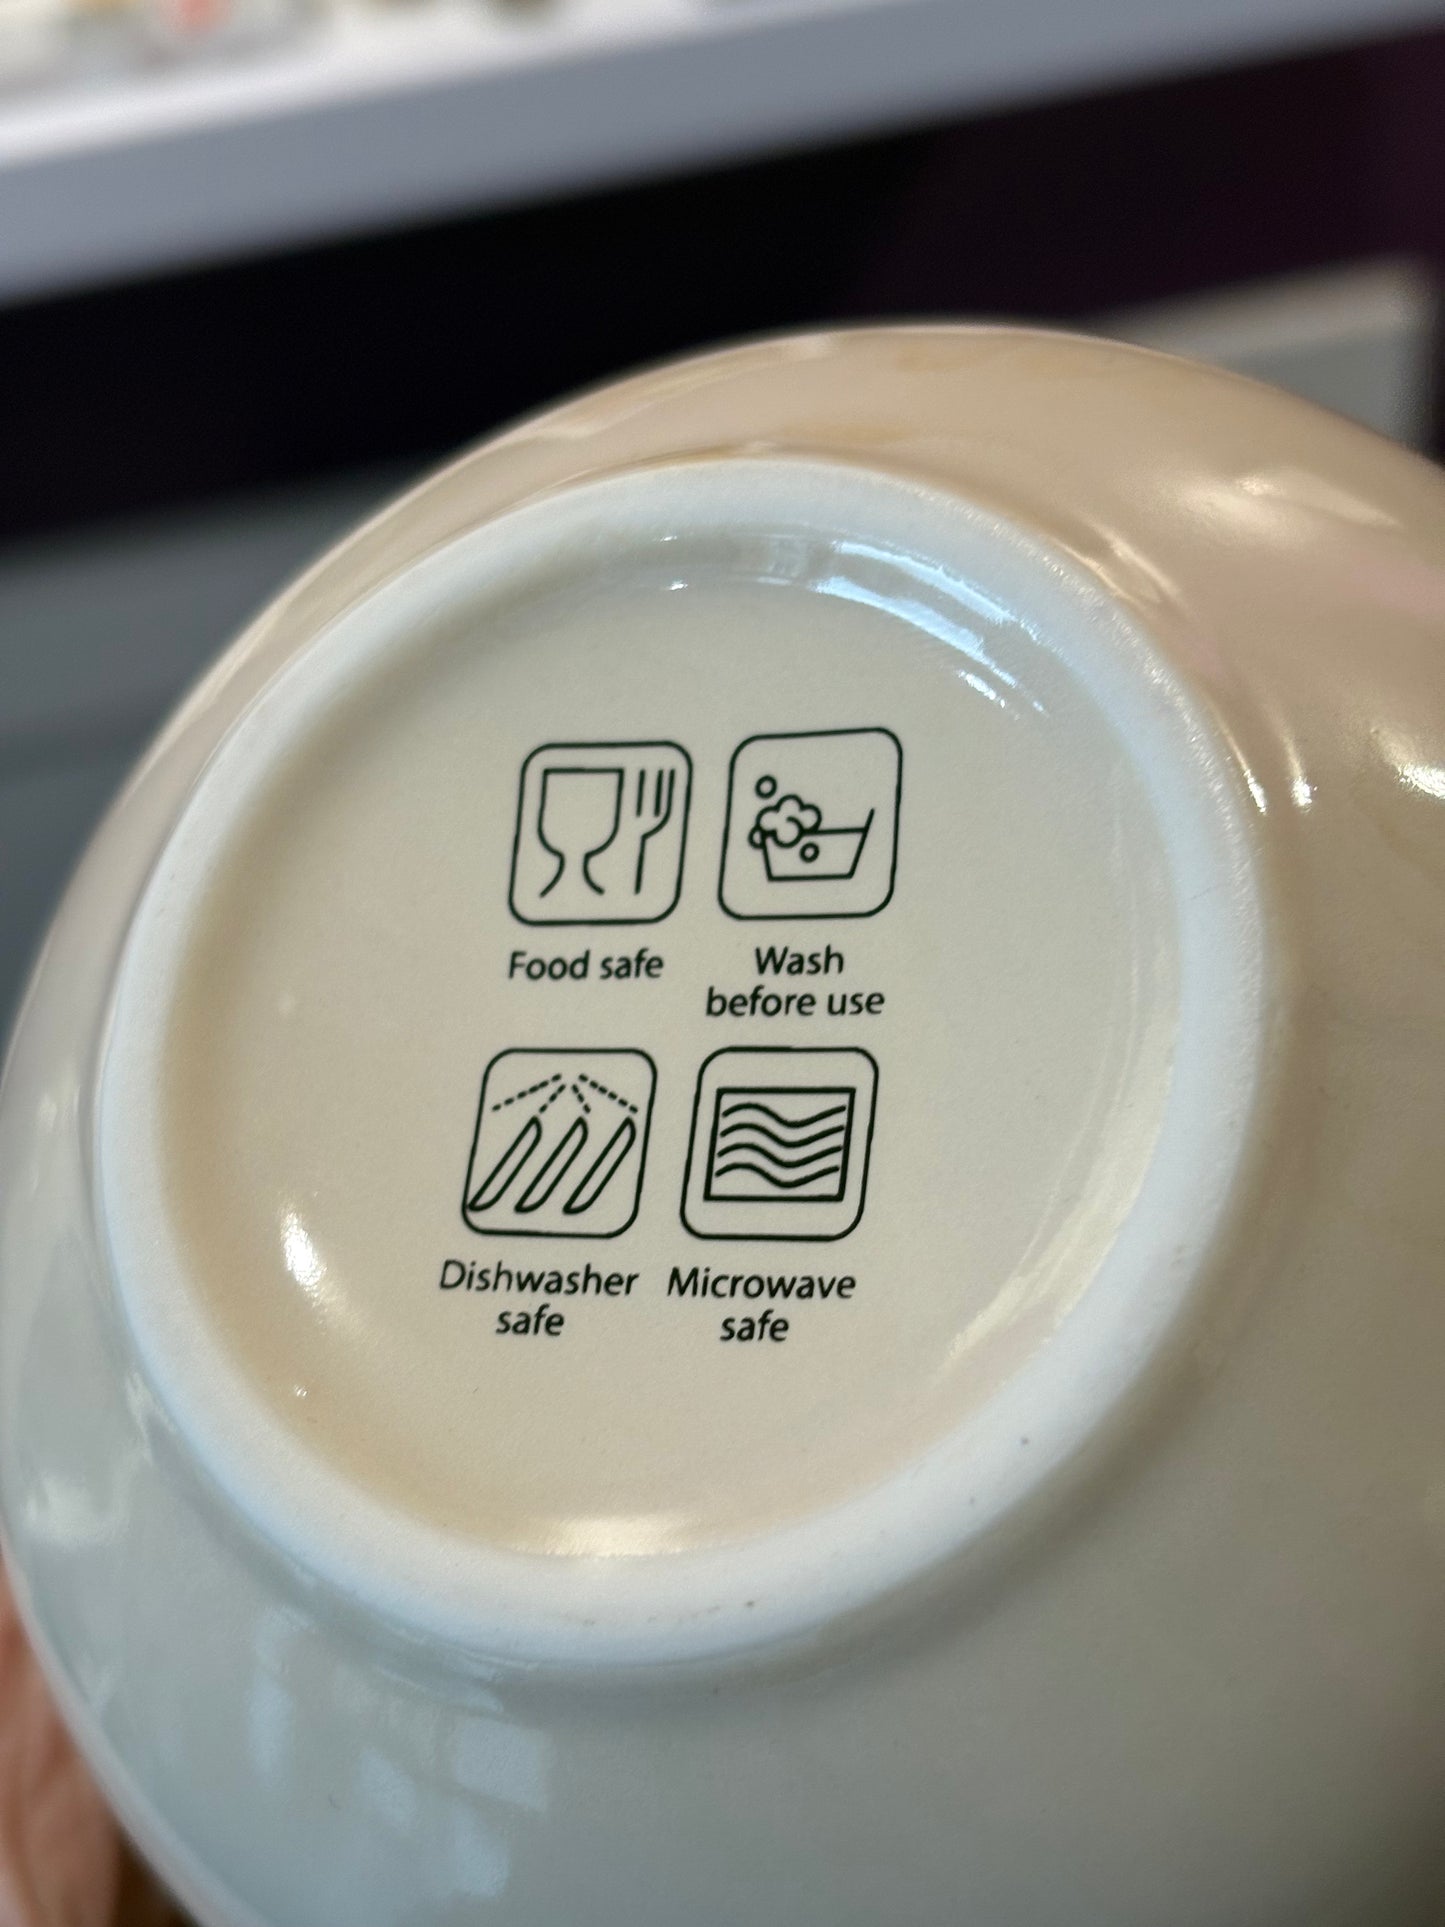 Food safe
Wash
before use
Dishwasher
safe
Microwave
safe